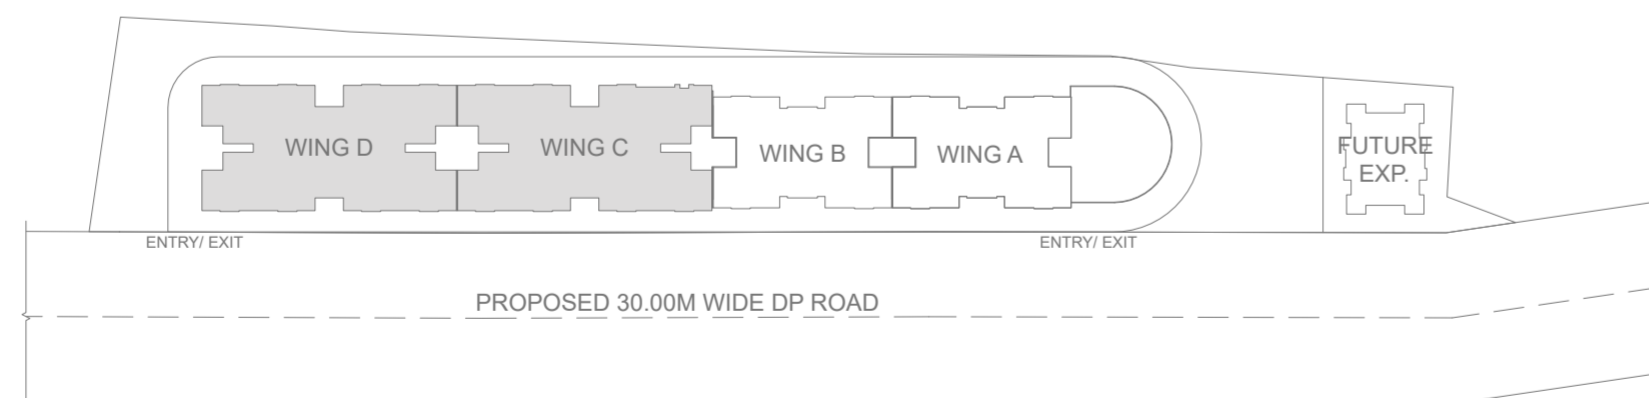 WING D
WING C
WING B
WING A
FUTURE
EXP.
ENTRY/ EXIT
ENTRY/ EXIT
PROPOSED 30.00M WIDE DP ROAD